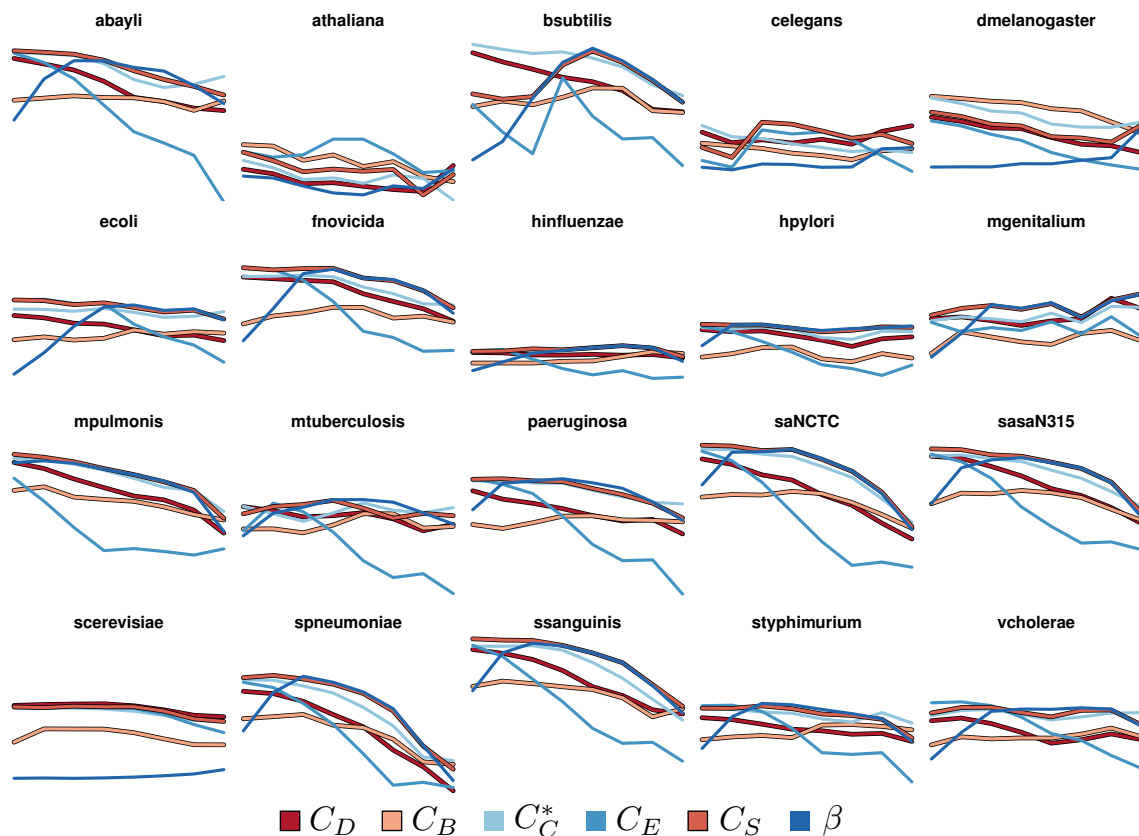 abayli athaliana bsubtilis celegans dmelanogaster
ecoli fnovicida hinfluenzae hpylori mgenitalium
mpulmonis mtuberculosis paeruginosa saNCTC sasaN315
scerevisiae spneumoniae ssanguinis styphimurium vcholerae
C_D C_B C_C^* C_E C_S β